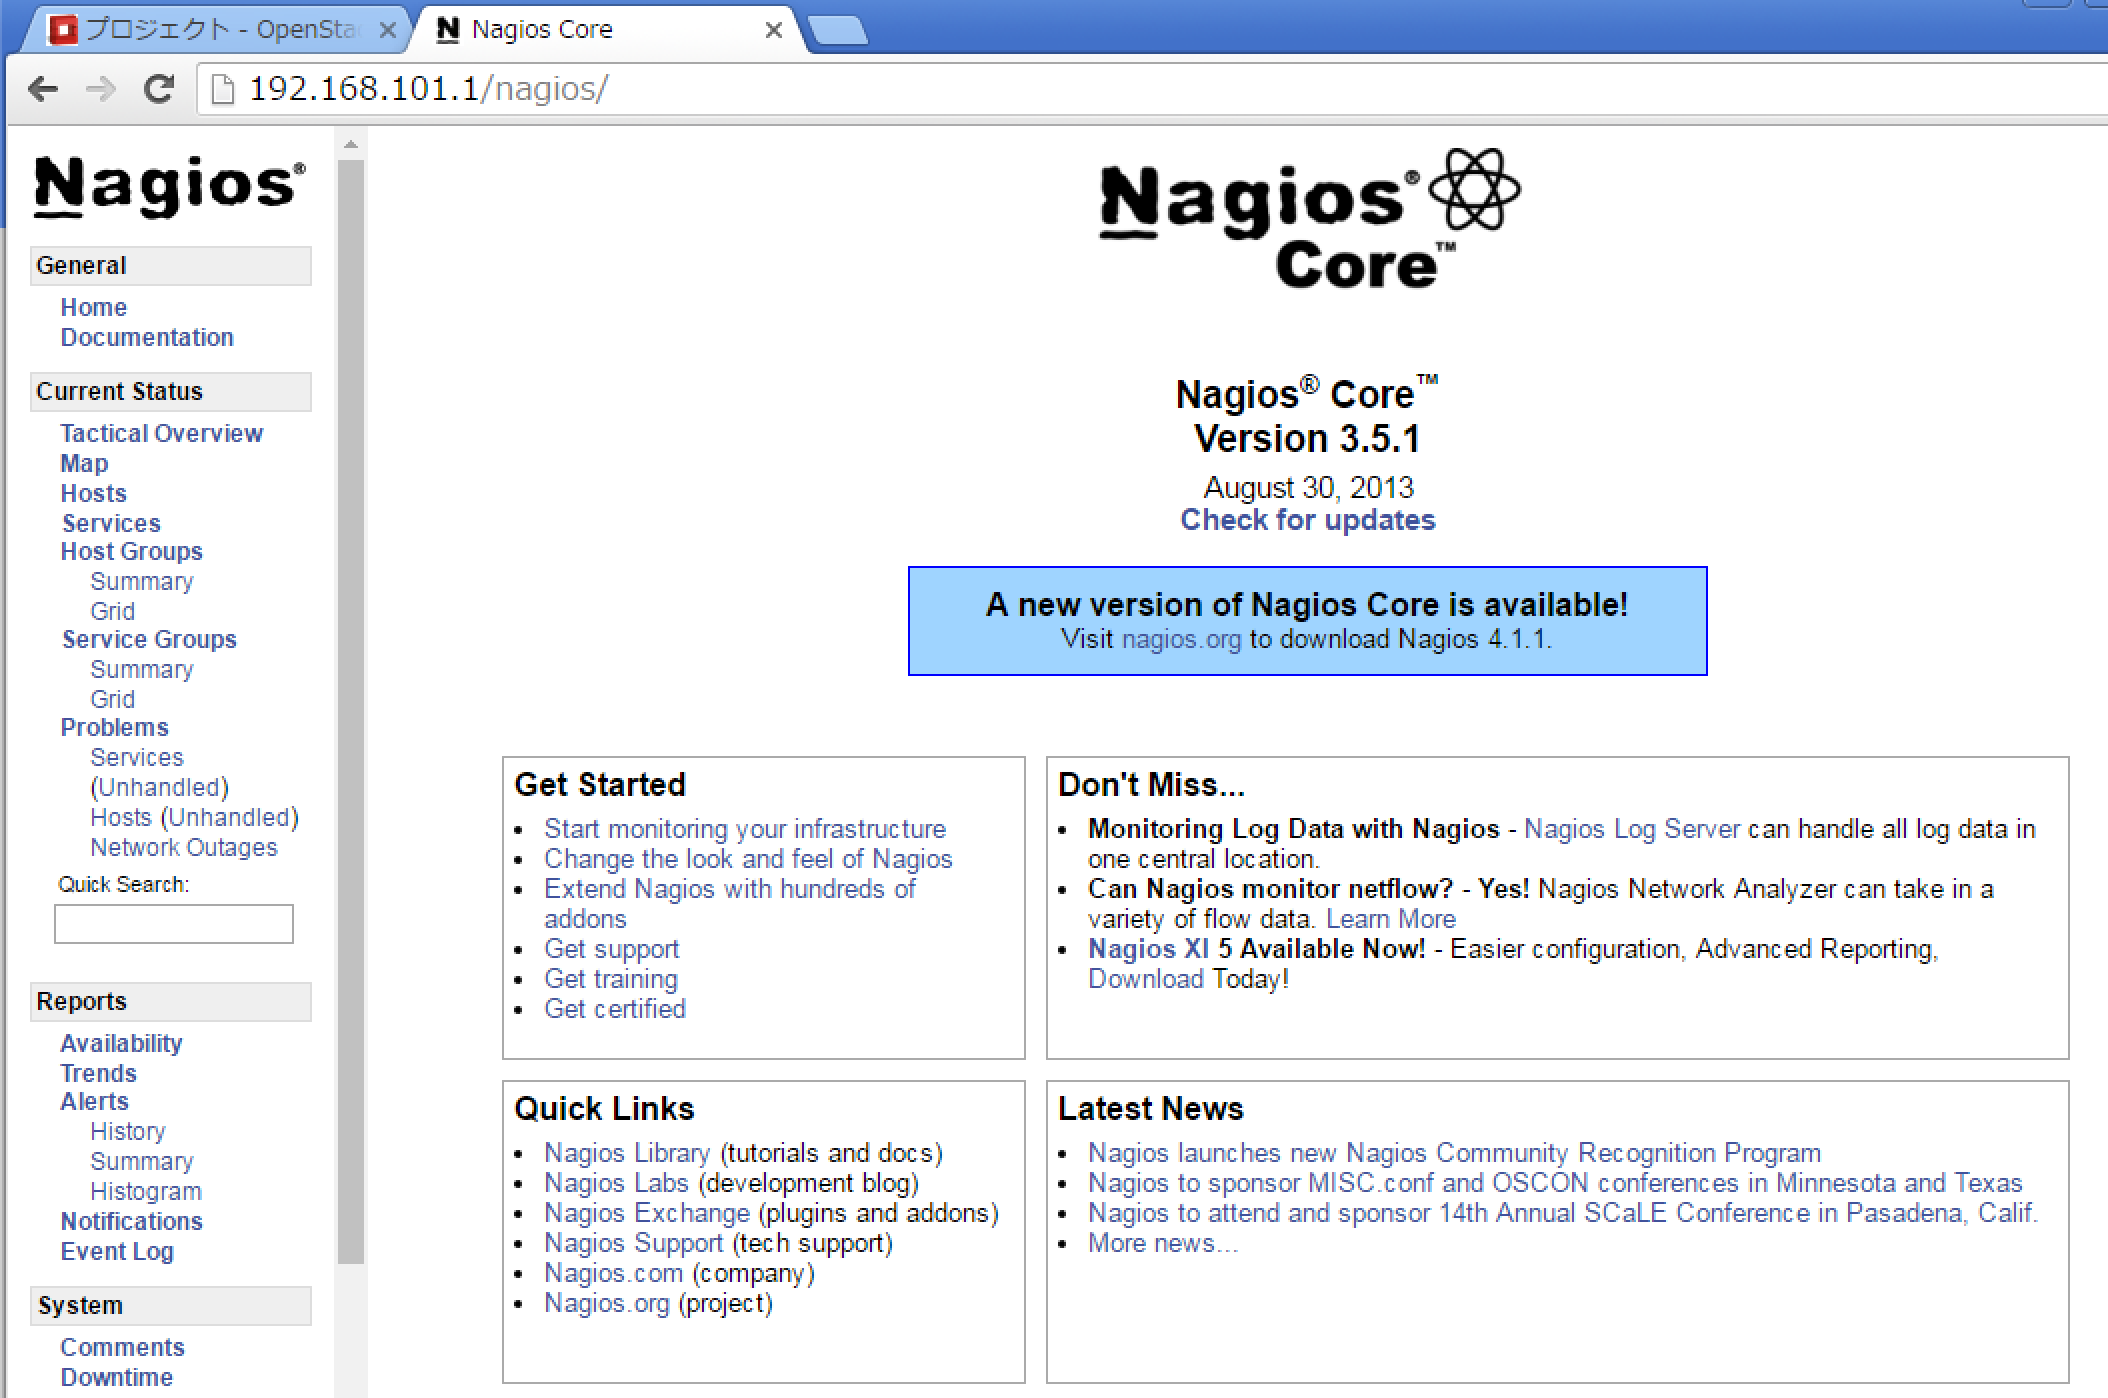 プロジェクト - OpenSta
Nagios Core
192.168.101.1/nagios/
Nagios®
General
Home
Documentation
Current Status
Tactical Overview
Map
Hosts
Services
Host Groups
Summary
Grid
Service Groups
Summary
Grid
Problems
Services
(Unhandled)
Hosts (Unhandled)
Network Outages
Quick Search:
Reports
Availability
Trends
Alerts
History
Summary
Histogram
Notifications
Event Log
System
Comments
Downtime
Nagios®
Core™
Nagios® Core™
Version 3.5.1
August 30, 2013
Check for updates
A new version of Nagios Core is available!
Visit nagios.org to download Nagios 4.1.1.
Get Started
• Start monitoring your infrastructure
• Change the look and feel of Nagios
• Extend Nagios with hundreds of
addons
• Get support
• Get training
• Get certified
Don't Miss...
• Monitoring Log Data with Nagios - Nagios Log Server can handle all log data in
one central location.
• Can Nagios monitor netflow? - Yes! Nagios Network Analyzer can take in a
variety of flow data. Learn More
• Nagios XI 5 Available Now! - Easier configuration, Advanced Reporting,
Download Today!
Quick Links
• Nagios Library (tutorials and docs)
• Nagios Labs (development blog)
• Nagios Exchange (plugins and addons)
• Nagios Support (tech support)
• Nagios.com (company)
• Nagios.org (project)
Latest News
• Nagios launches new Nagios Community Recognition Program
• Nagios to sponsor MISC.conf and OSCON conferences in Minnesota and Texas
• Nagios to attend and sponsor 14th Annual SCaLE Conference in Pasadena, Calif.
• More news...